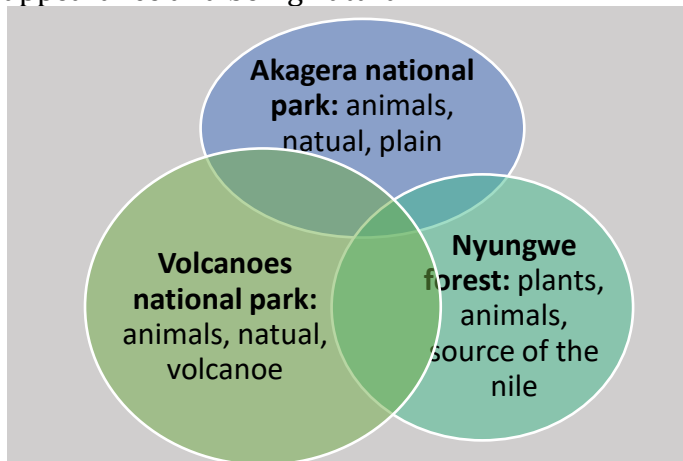 Akagera national
park: animals,
natual, plain
Volcanoes
national park:
animals, natual,
volcanoe
Nyungwe
forest: plants,
animals,
source of the
nile